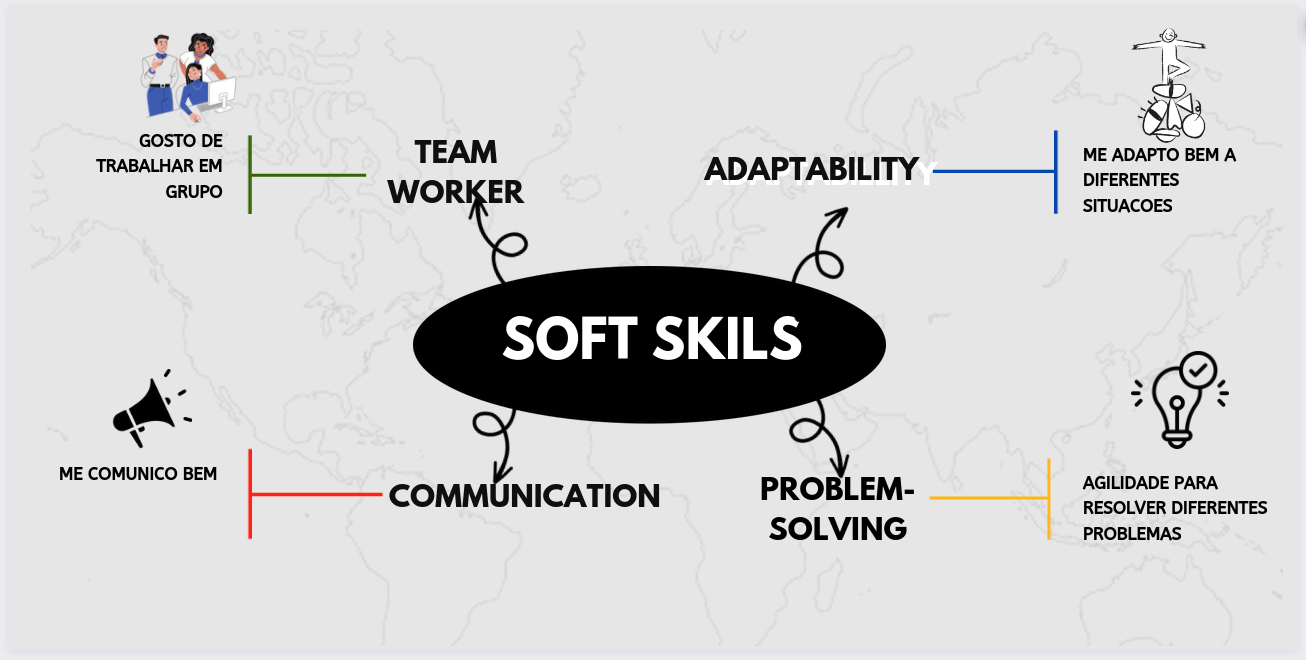 GOSTO DE
TRABALHAR EM
GRUPO
TEAM
WORKER
ADAPTABILITY
ME ADAPTO BEM A
DIFERENTES
SITUACOES
SOFT SKILS
ME COMUNICO BEM
COMMUNICATION
PROBLEM-
SOLVING
AGILIDADE PARA
RESOLVER DIFERENTES
PROBLEMAS